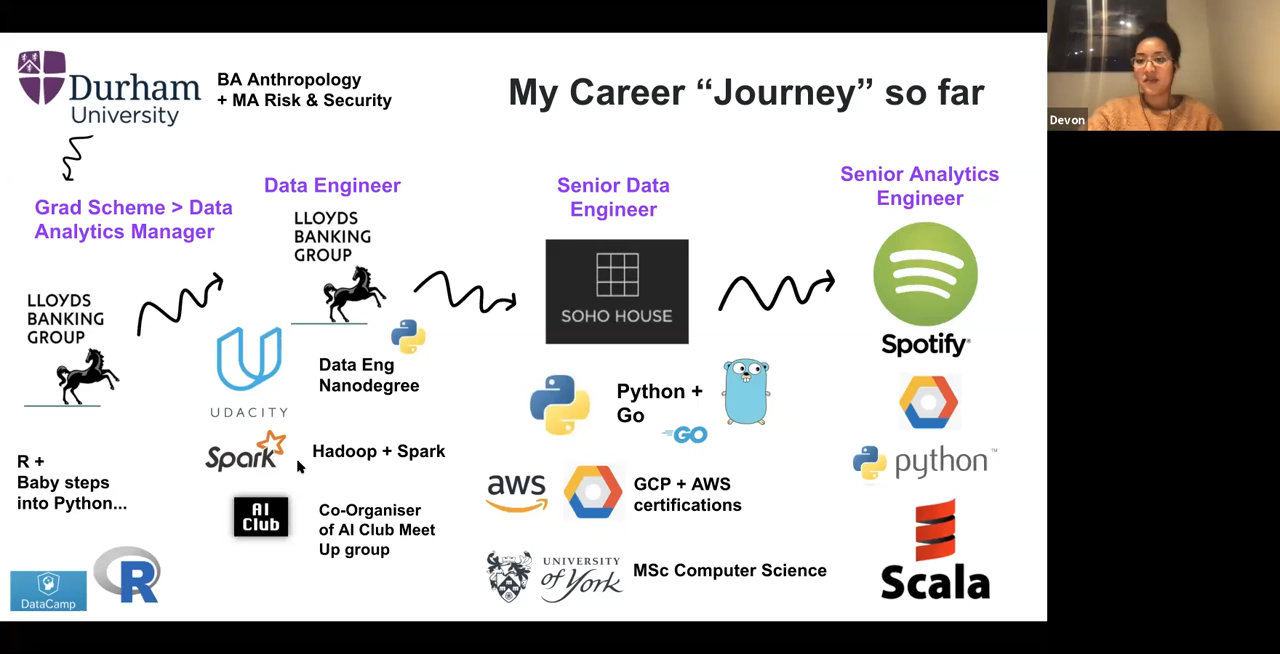 Durham
University
BA Anthropology
+ MA Risk & Security
My Career “Journey” so far
Devon
Grad Scheme > Data
Analytics Manager
LLOYDS
BANKING
GROUP
R +
Baby steps
into Python...
DataCamp
R
Data Engineer
LLOYDS
BANKING
GROUP
UDACITY
Data Eng
Nanodegree
Spark
Hadoop + Spark
AI
Club
Co-Organiser
of AI Club Meet
Up group
Senior Data
Engineer
SOHO HOUSE
Python +
Go
GO
aws
GCP + AWS
certifications
UNIVERSITY
of York
MSc Computer Science
Senior Analytics
Engineer
Spotify®
python™
Scala